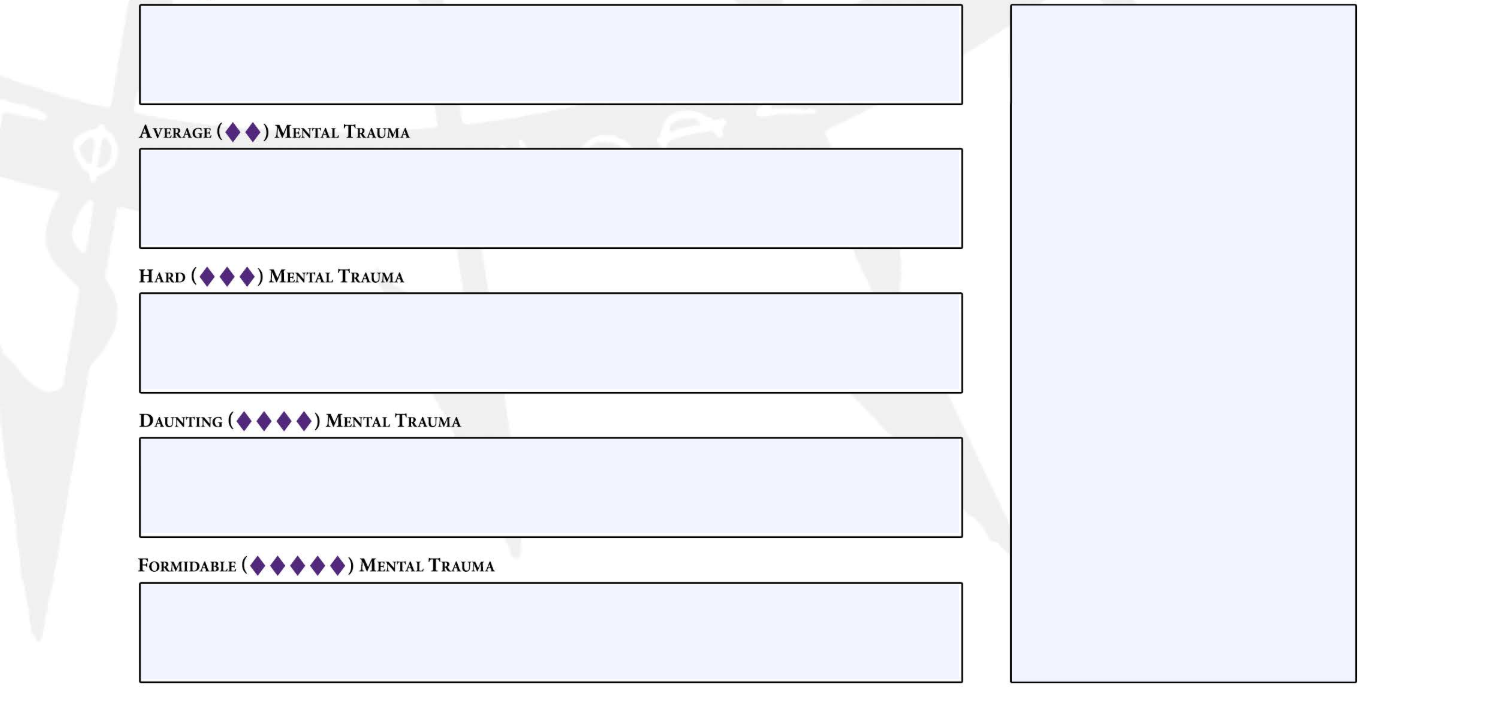 Average (♦♦) Mental Trauma
Hard (♦♦♦) Mental Trauma
Daunting (♦♦♦♦) Mental Trauma
Formidable (♦♦♦♦♦) Mental Trauma